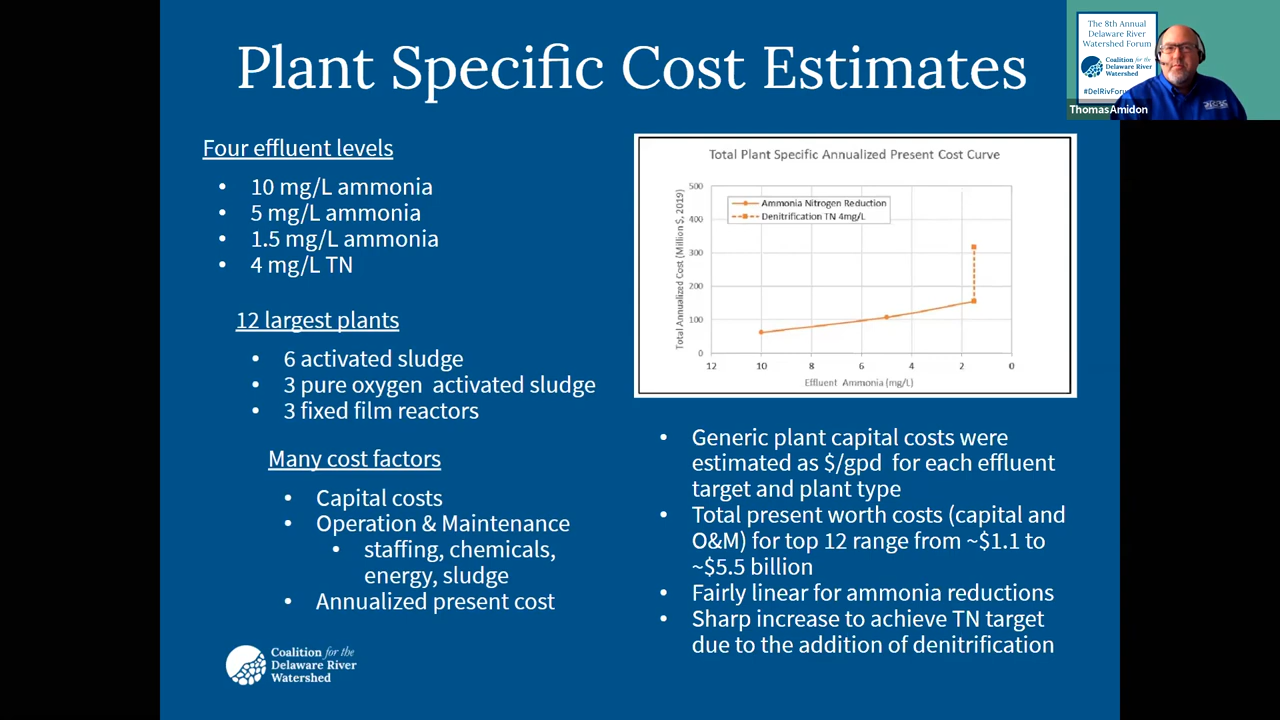 Plant Specific Cost Estimates
The 8th Annual
Delaware River
Watershed Forum
Coalition for the
Delaware River
Watershed
#DelRivForu
Thomas Amidon
Four effluent levels
• 10 mg/L ammonia
• 5 mg/L ammonia
• 1.5 mg/L ammonia
• 4 mg/L TN
12 largest plants
• 6 activated sludge
• 3 pure oxygen activated sludge
• 3 fixed film reactors
Many cost factors
• Capital costs
• Operation & Maintenance
• staffing, chemicals,
energy, sludge
• Annualized present cost
Coalition for the
Delaware River
Watershed
Total Plant Specific Annualized Present Cost Curve
Total Annualized Cost (Million $, 2019)
500
400
300
200
100
0
Ammonia Nitrogen Reduction
Denitrification TN 4mg/L
12 10 8 6 4 2 0
Effluent Ammonia (mg/L)
• Generic plant capital costs were
estimated as $/gpd for each effluent
target and plant type
• Total present worth costs (capital and
O&M) for top 12 range from ~$1.1 to
~$5.5 billion
• Fairly linear for ammonia reductions
• Sharp increase to achieve TN target
due to the addition of denitrification